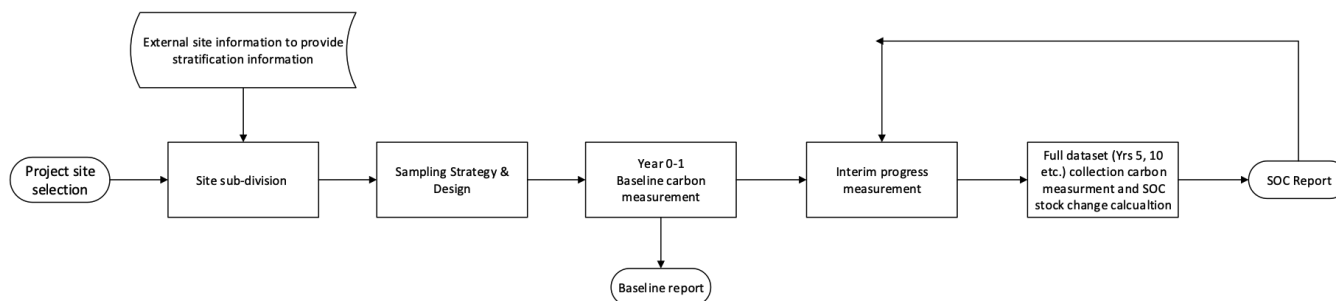 External site information to provide
stratification information
Project site
selection
Site sub-division
Sampling Strategy &
Design
Year 0-1
Baseline carbon
measurement
Interim progress
measurement
Full dataset (Yrs 5, 10
etc.) collection carbon
measurment and SOC
stock change calcualtion
SOC Report
Baseline report